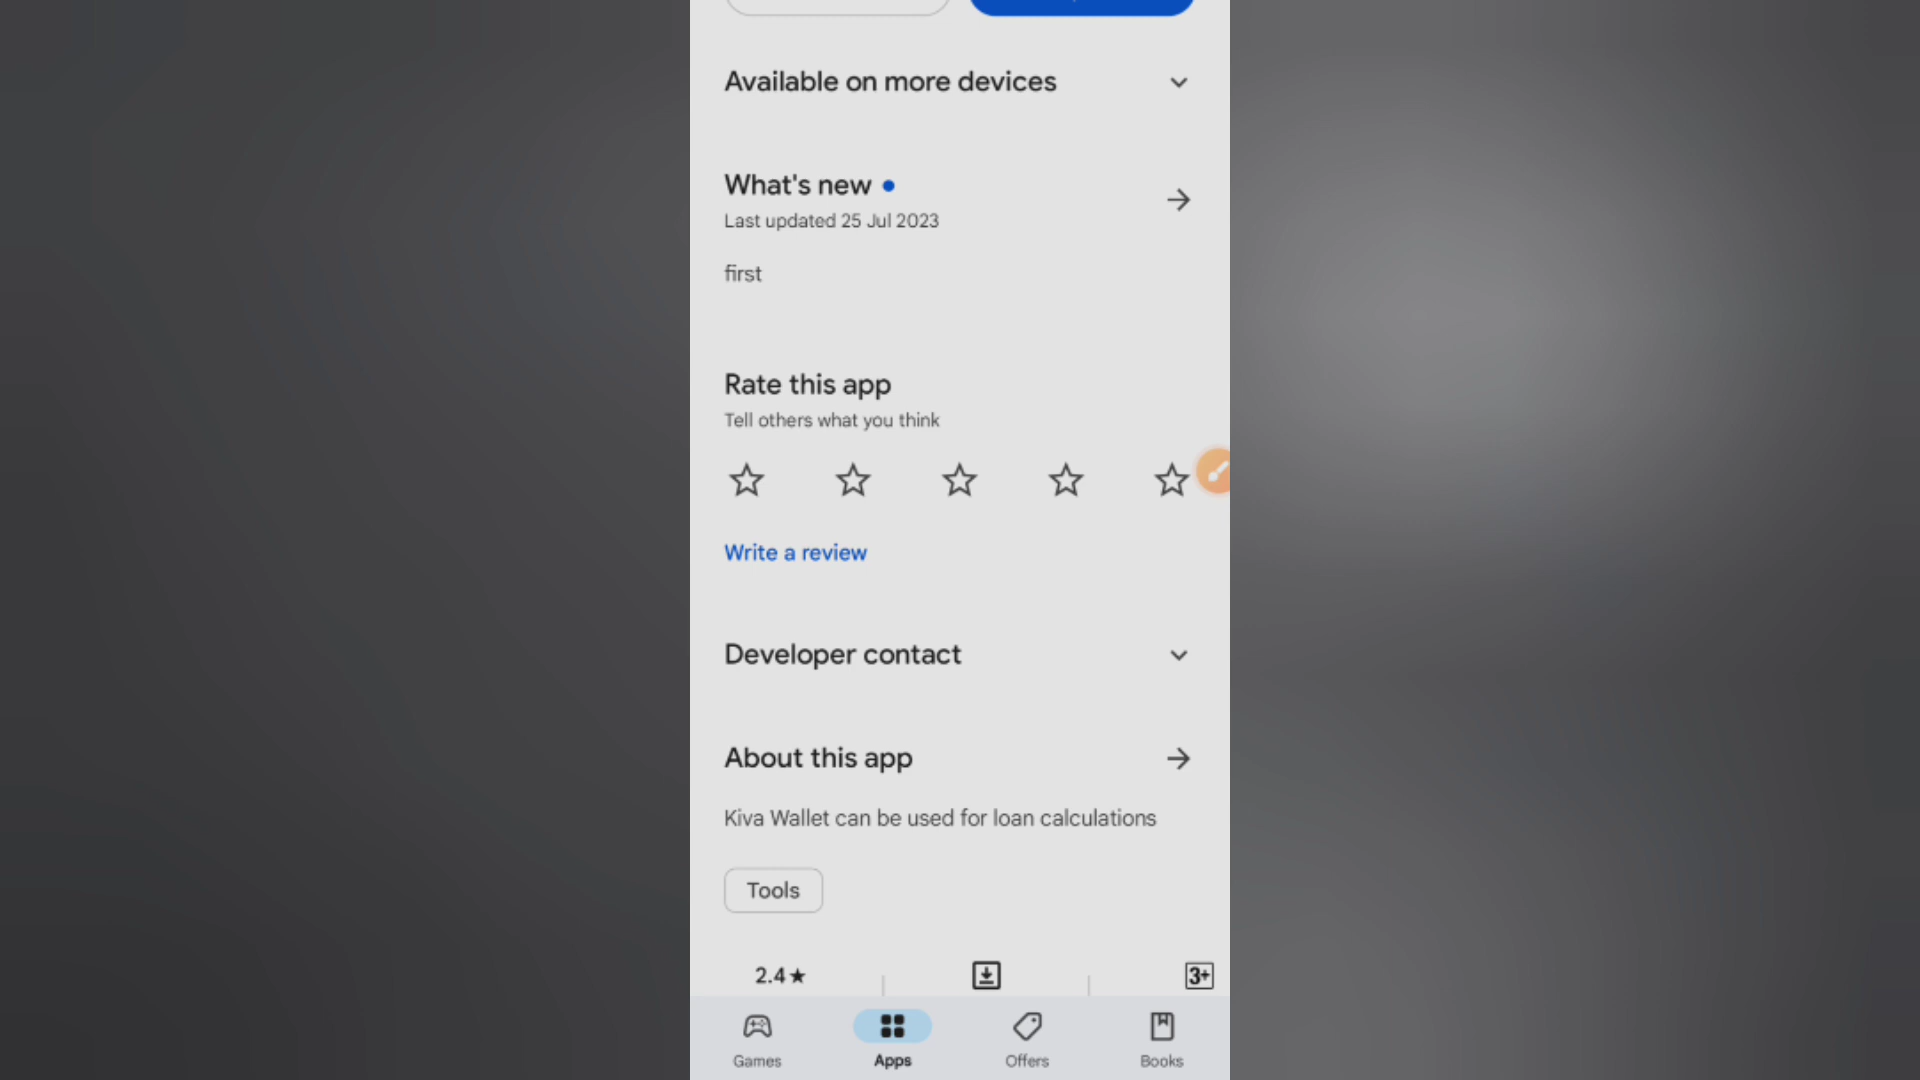 Available on more devices
What's new
Last updated 25 Jul 2023
first
Rate this app
Tell others what you think
Write a review
Developer contact
About this app
Kiva Wallet can be used for loan calculations
Tools
2.4★
3+
Games
Apps
Offers
Books